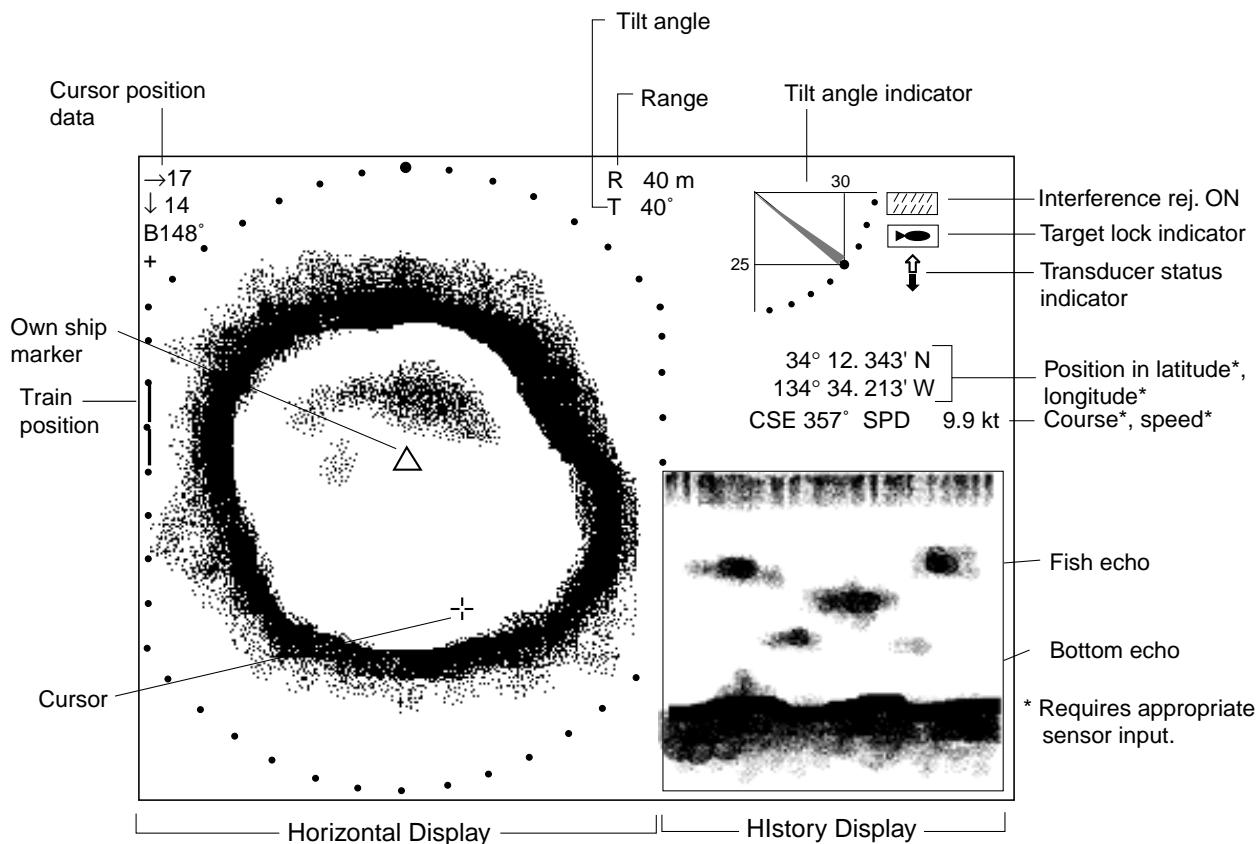 Tilt angle
Cursor position
data
Range
Tilt angle indicator
→17
↓ 14
B148°
+
R 40 m
T 40°
30
25
Interference rej. ON
Target lock indicator
Transducer status
indicator
Own ship
marker
Train
position
34° 12. 343' N
134° 34. 213' W
CSE 357° SPD 9.9 kt
Position in latitude*,
longitude*
Course*, speed*
Fish echo
Bottom echo
Cursor
* Requires appropriate
sensor input.
Horizontal Display
HIstory Display